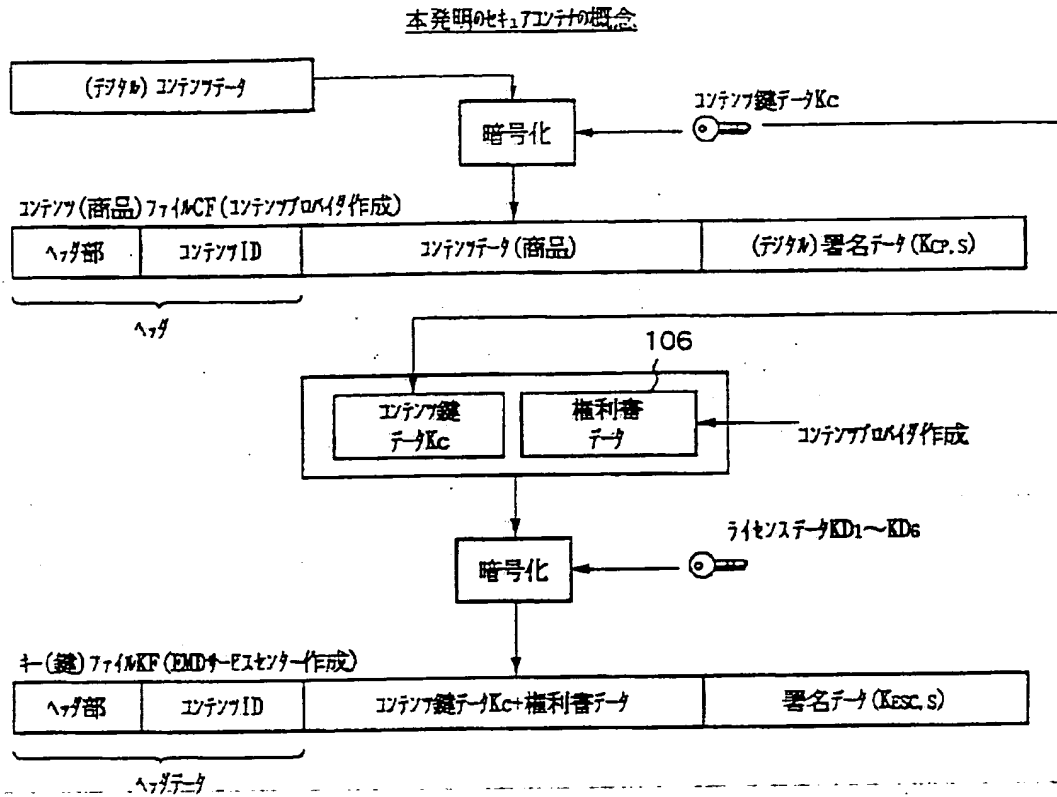 本発明のセキュアコンテナの概念
(デジタル) コンテンツデータ
コンテンツ鍵データKc
暗号化
コンテンツ(商品)ファイルCF(コンテンツプロバイダ作成)
ヘッダ部
コンテンツID
コンテンツデータ(商品)
(デジタル)署名データ(KCP,S)
ヘッダ
106
コンテンツ鍵
データKc
権利書
データ
コンテンツプロバイダ作成
ライセンスデータKD1～KD6
暗号化
キー(鍵)ファイルKF(EMDサービスセンター作成)
ヘッダ部
コンテンツID
コンテンツ鍵データKc+権利書データ
署名データ(KESC,S)
ヘッダデータ